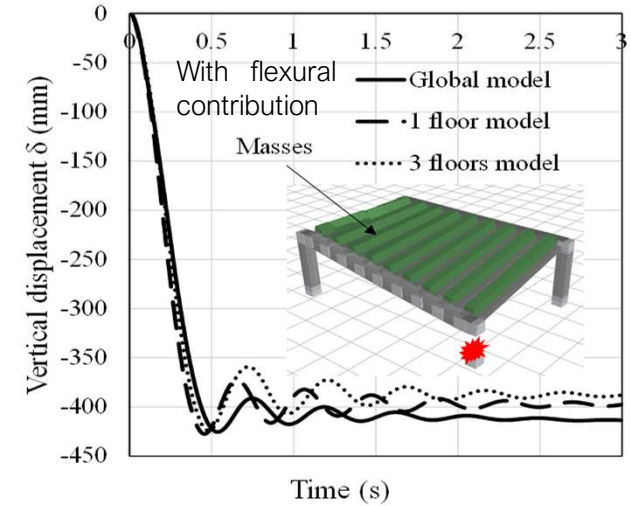 0
0 0.5 1 1.5 2 2.5 3
-50
-100
-150
-200
-250
-300
-350
-400
-450
Vertical displacement δ (mm)
Time (s)
With flexural
contribution
Global model
1 floor model
3 floors model
Masses